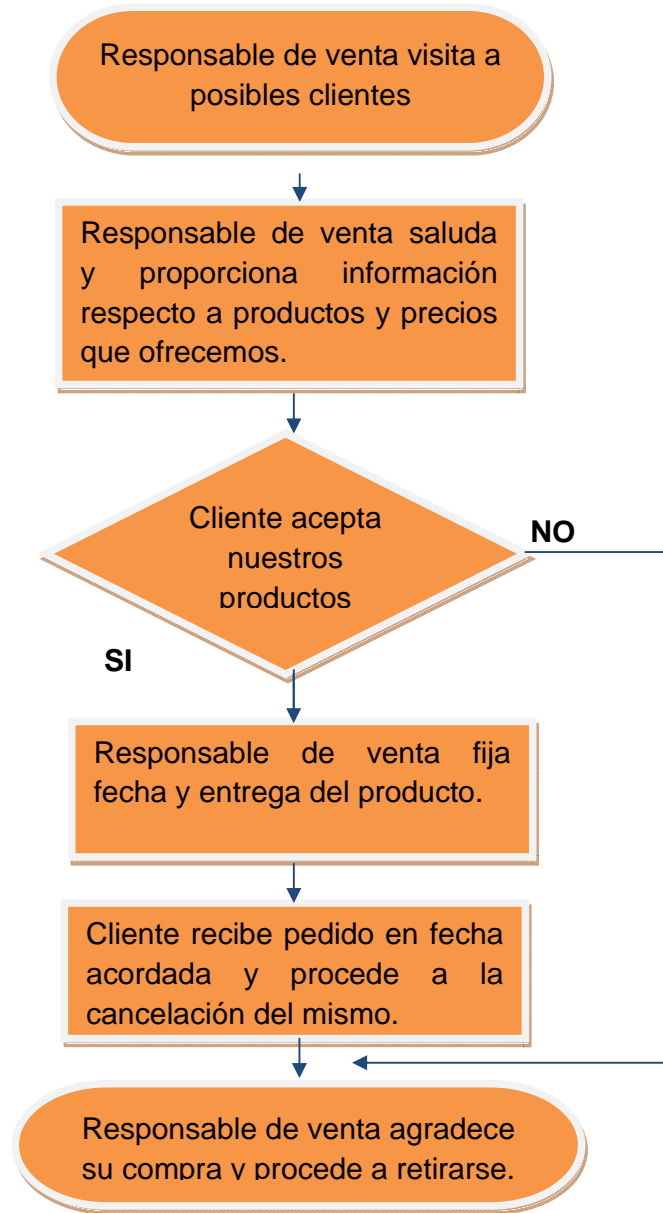 Responsable de venta visita a
posibles clientes
Responsable de venta saluda
y proporciona información
respecto a productos y precios
que ofrecemos.
Cliente acepta
nuestros
productos
NO
SI
Responsable de venta fija
fecha y entrega del producto.
Cliente recibe pedido en fecha
acordada y procede a la
cancelación del mismo.
Responsable de venta agradece
su compra y procede a retirarse.